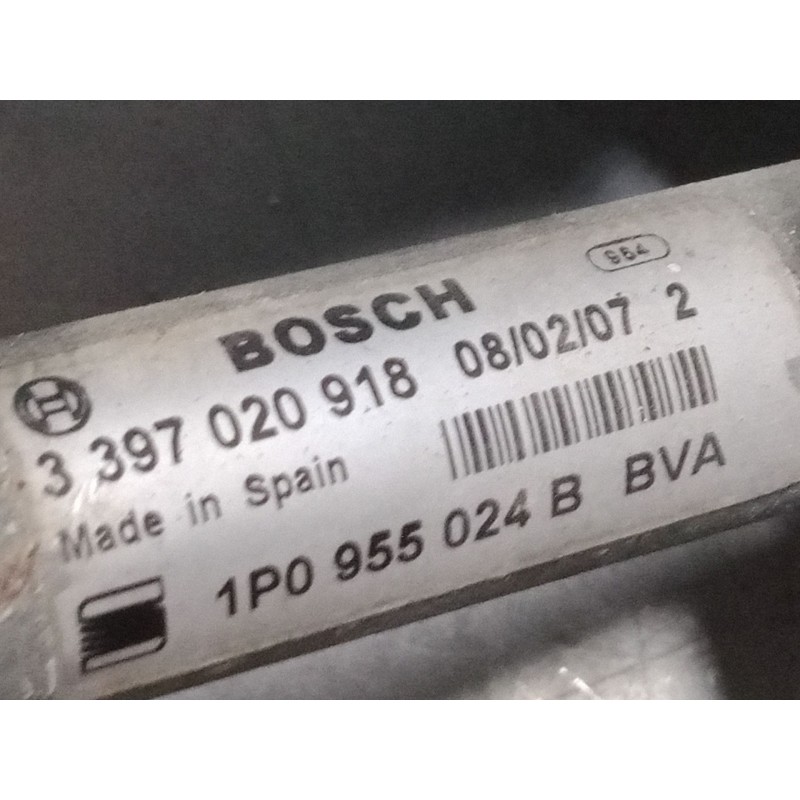 964
BOSCH
3 397 020 918 08/02/07 2
Made in Spain
1P0 955 024 B BVA